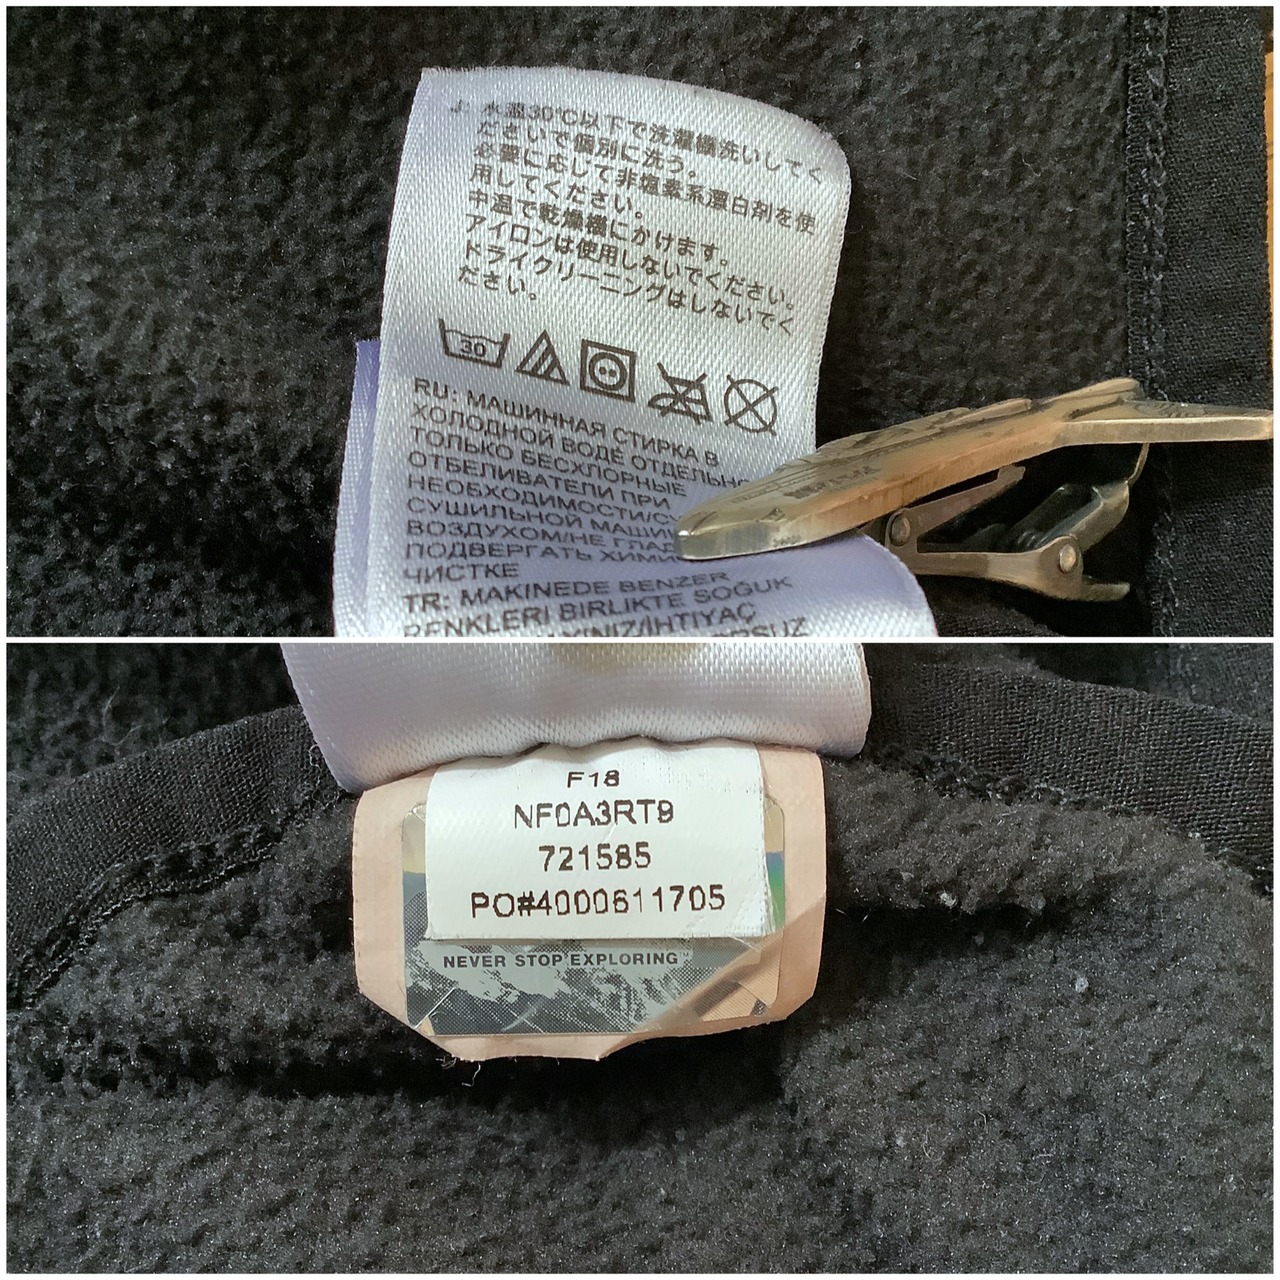 J: 水温30℃以下で洗濯機洗いしてく
ださいで個別に洗う。
必要に応じて非塩素系漂白剤を使
用してください。
中温で乾燥機にかけます。
アイロンは使用しないでください。
ドライクリーニングはしないでく
ださい。
30
RU: МАШИННАЯ СТИРКА В
ХОЛОДНОЙ ВОДЕ ОТДЕЛЬНО
ТОЛЬКО БЕСХЛОРНЫЕ
ОТБЕЛИВАТЕЛИ ПРИ
НЕОБХОДИМОСТИ/СУ
СУШИЛЬНОЙ МАШИН
ВОЗДУХОМ/НЕ ГЛАД
ПОДВЕРГАТЬ ХИМИ
ЧИСТКЕ
TR: MAKINEDE BENZER
RENKLERI BIRLIKTE SOĞUK
F18
NF0A3RT9
721585
PO#4000611705
NEVER STOP EXPLORING